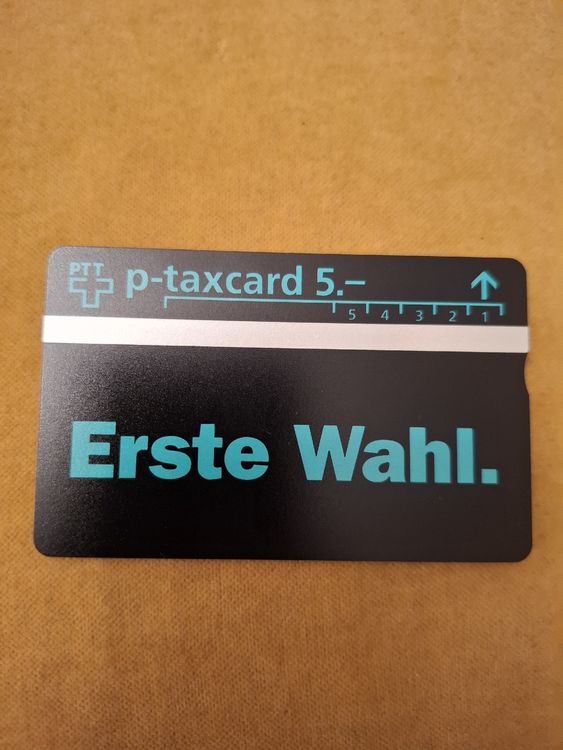 PTT
p-taxcard 5.–
5 4 3 2 1
Erste Wahl.